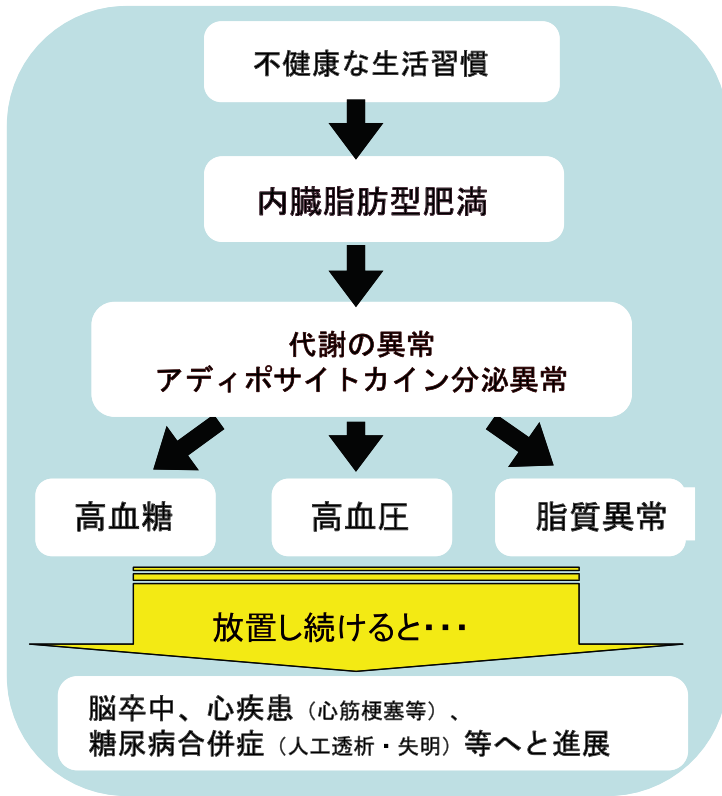 不健康な生活習慣
内臓脂肪型肥満
代謝の異常
アディポサイトカイン分泌異常
高血糖
高血圧
脂質異常
放置し続けると・・・
脳卒中、心疾患（心筋梗塞等）、
糖尿病合併症（人工透析・失明）等へと進展